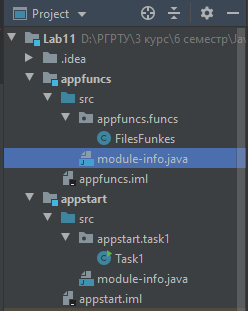 Project
Lab11 D:\РГРТУ\3 курс\6 семестр\Ja
.idea
appfuncs
src
appfuncs.funcs
FilesFunkes
module-info.java
appfuncs.iml
appstart
src
appstart.task1
Task1
module-info.java
appstart.iml